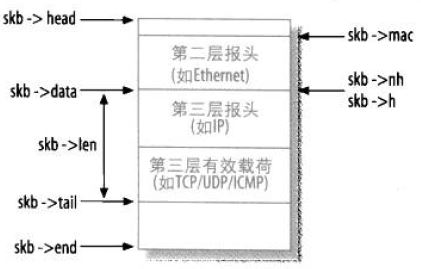 skb ->head
skb ->mac
第二层报头
(如Ethernet)
skb ->nh
skb ->data
skb ->h
第三层报头
(如IP)
skb ->len
第三层有效载荷
(如TCP/UDP/ICMP)
skb ->tail
skb ->end